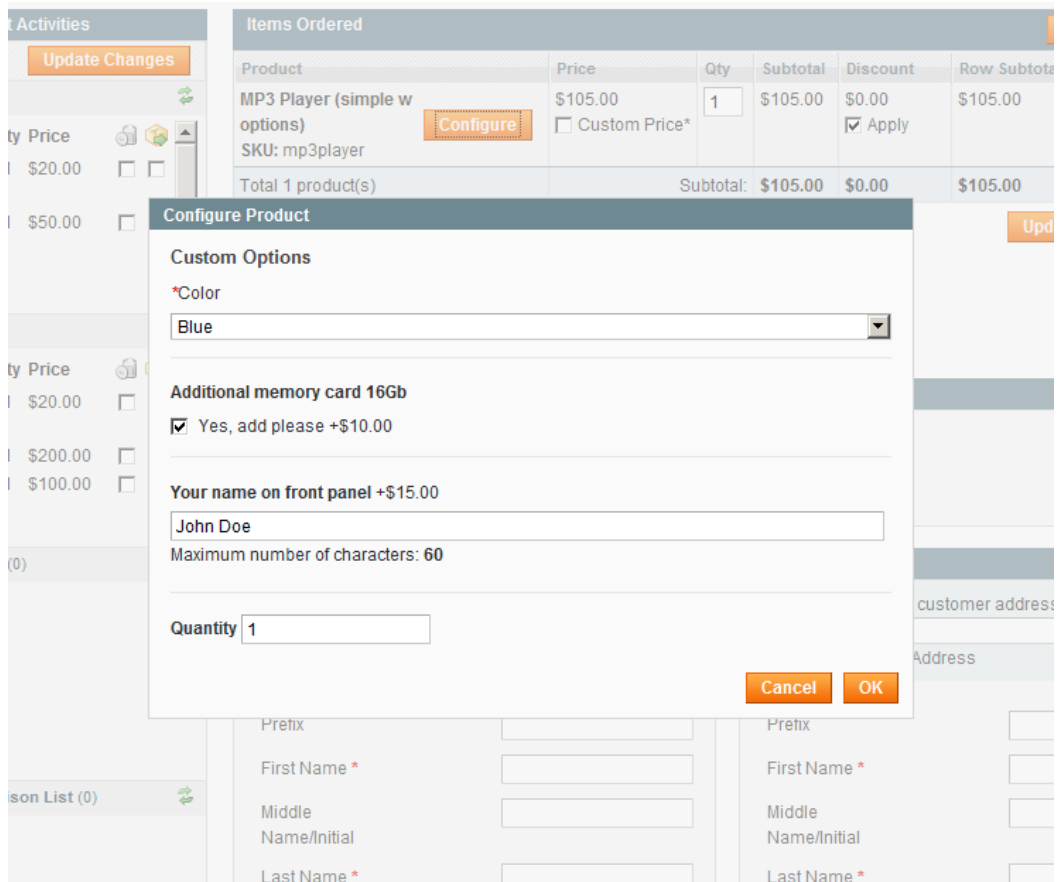 t Activities
Update Changes
ty Price
$20.00
$50.00
ty Price
$20.00
$200.00
$100.00
(0)
ison List (0)
Items Ordered
Product Price Qty Subtotal Discount Row Subtota
MP3 Player (simple w $105.00 1 $105.00 $0.00 $105.00
options) Configure Custom Price* Apply
SKU: mp3player
Total 1 product(s) Subtotal: $105.00 $0.00 $105.00
Upd
Configure Product
Custom Options
*Color
Blue
Additional memory card 16Gb
Yes, add please +$10.00
Your name on front panel +$15.00
John Doe
Maximum number of characters: 60
Quantity 1
Cancel OK
customer address
Address
Prefix Prefix
First Name * First Name *
Middle Middle
Name/Initial Name/Initial
Last Name * Last Name *